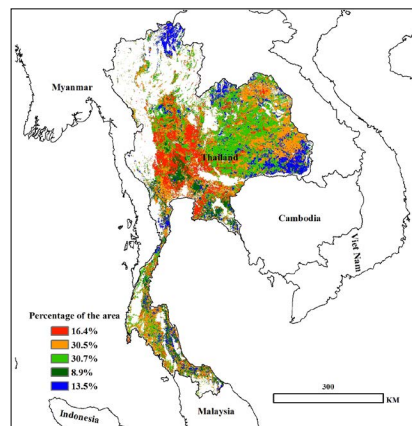 Myanmar
Thailand
Cambodia
Viet Nam
Percentage of the area
16.4%
30.5%
30.7%
8.9%
13.5%
300
KM
Indonesia
Malaysia